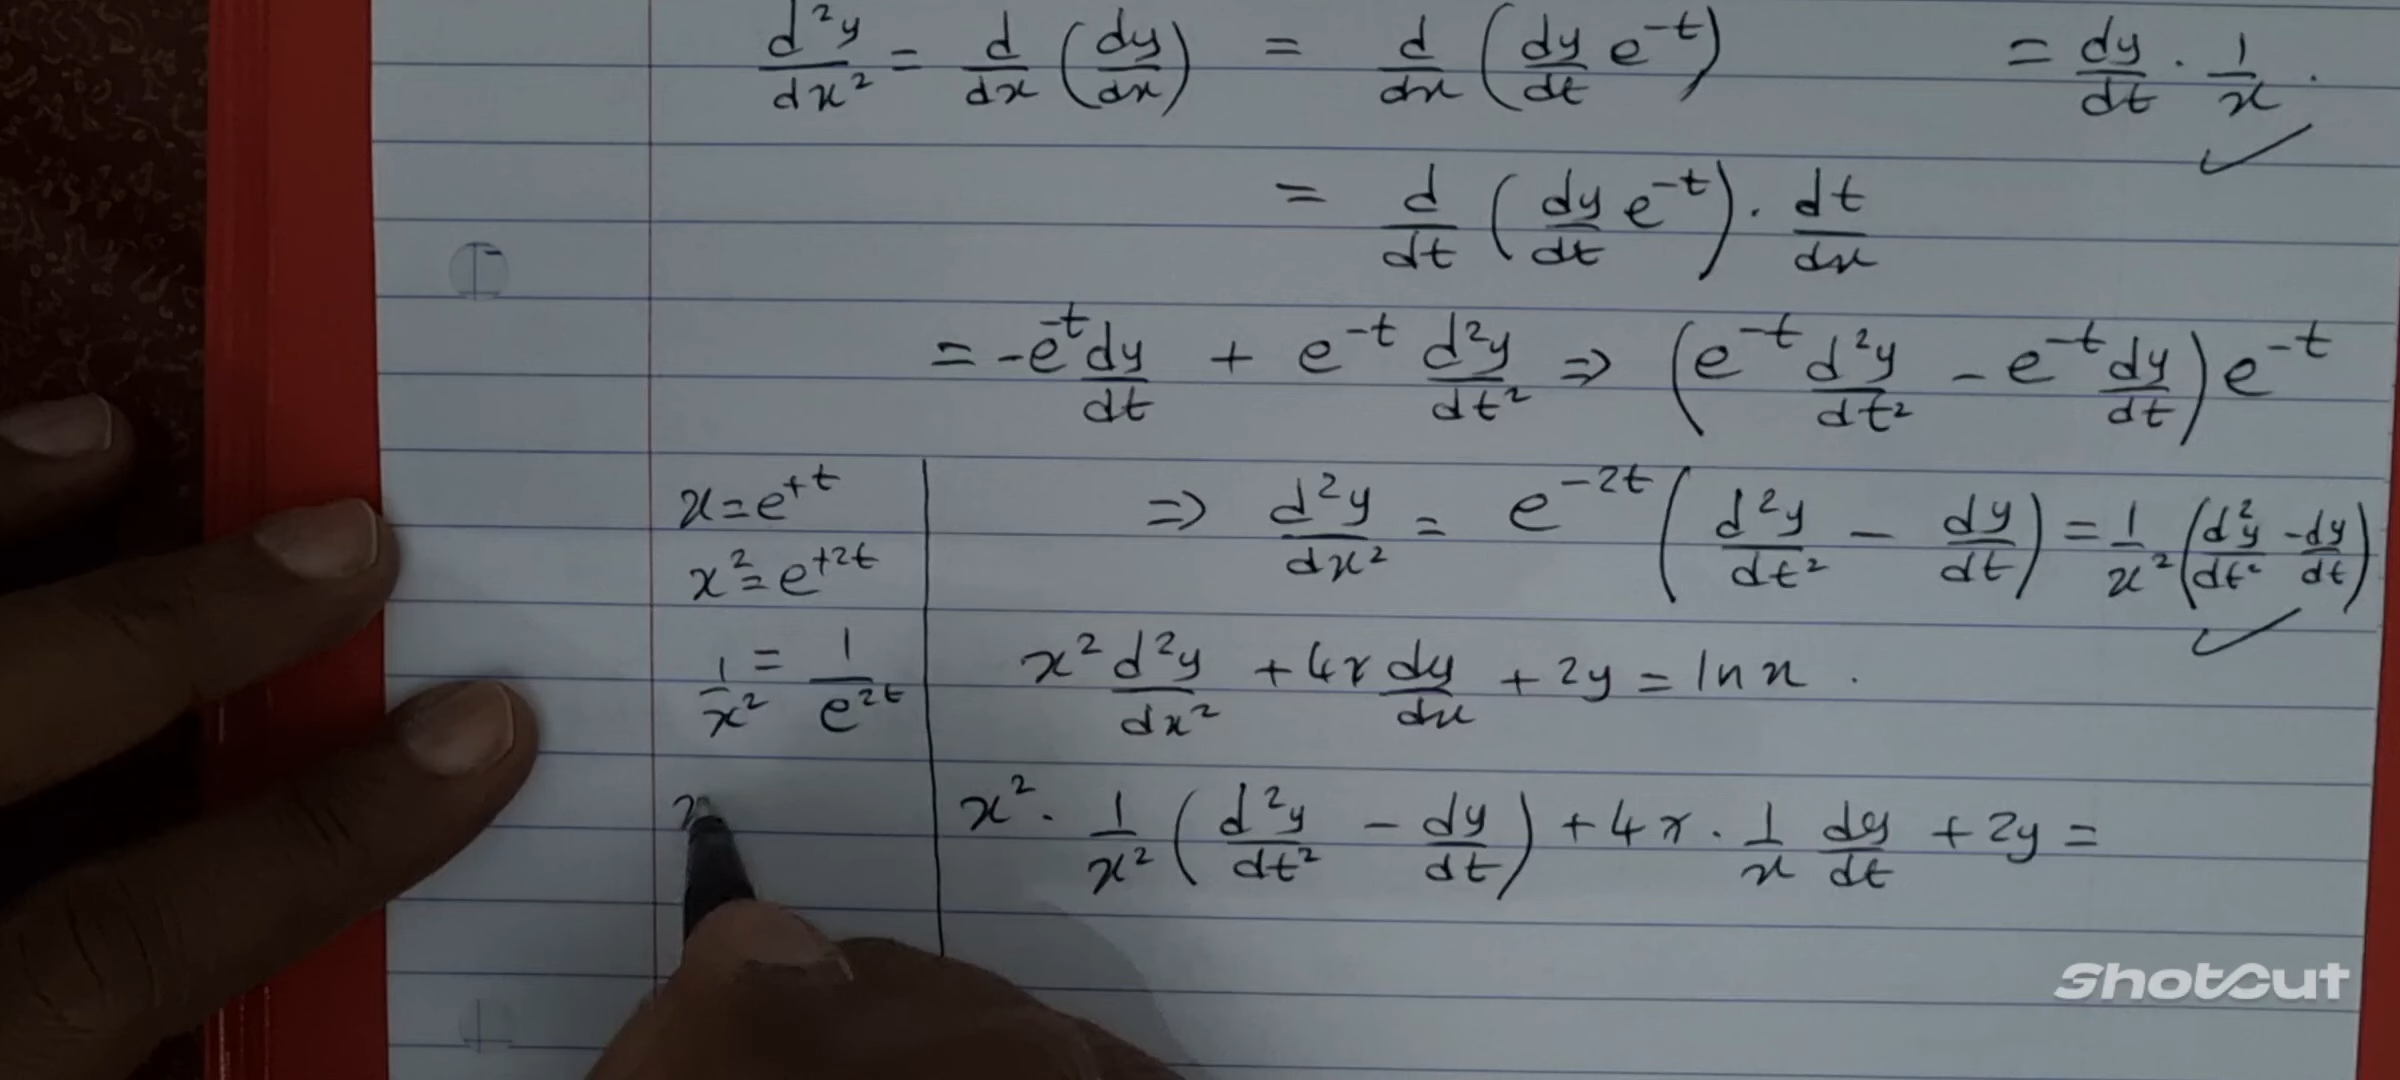 d²y/dx² = d/dx (dy/dx) = d/dx (dy/dt e^-t) = dy/dt · 1/x .
= d/dt (dy/dt e^-t) · dt/dx
= -e^-t dy/dt + e^-t d²y/dt² ⇒ (e^-t d²y/dt² - e^-t dy/dt) e^-t
x = e^+t
⇒ d²y/dx² = e^-2t (d²y/dt² - dy/dt) = 1/x² (d²y/dt² - dy/dt)
x² = e^+2t
1/x² = 1/e^2t
x² d²y/dx² + 4x dy/dx + 2y = ln x .
x
x² · 1/x² (d²y/dt² - dy/dt) + 4x · 1/x dy/dt + 2y =
Shotcut